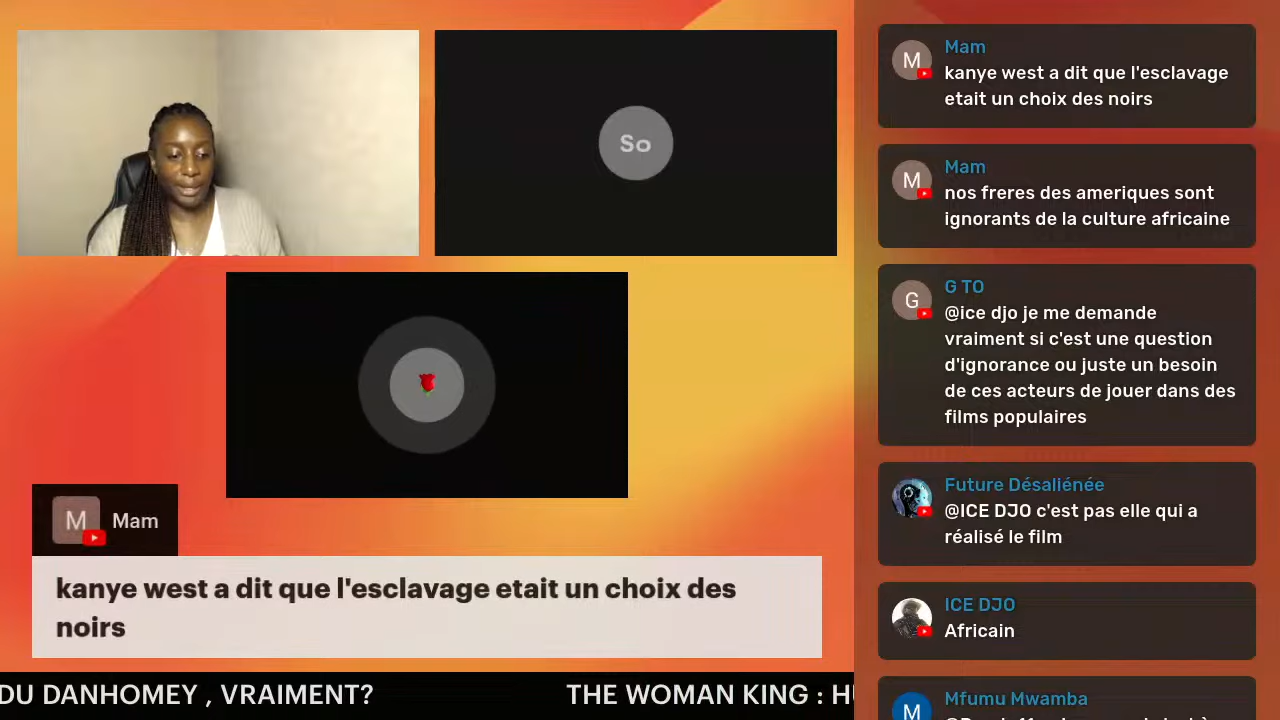 So
M
Mam
kanye west a dit que l'esclavage etait un choix des
noirs
DU DANHOMEY , VRAIMENT?
THE WOMAN KING : H
M
Mam
kanye west a dit que l'esclavage
etait un choix des noirs
M
Mam
nos freres des ameriques sont
ignorants de la culture africaine
G
G TO
@ice djo je me demande
vraiment si c'est une question
d'ignorance ou juste un besoin
de ces acteurs de jouer dans des
films populaires
Future Désaliénée
@ICE DJO c'est pas elle qui a
réalisé le film
ICE DJO
Africain
M
Mfumu Mwamba